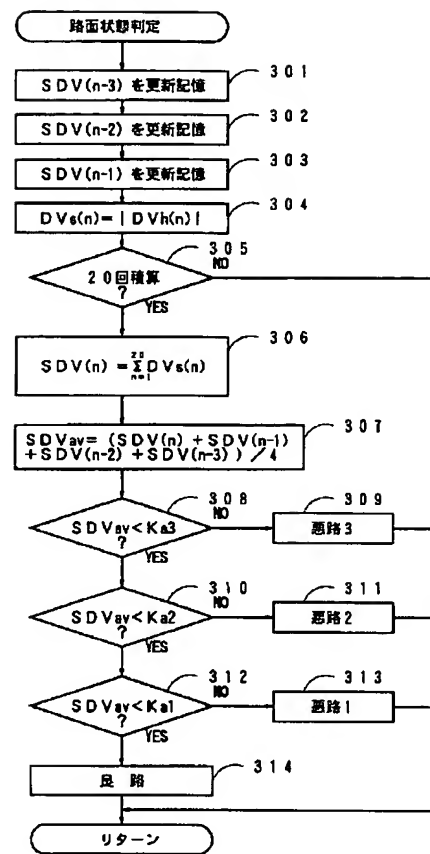 路面状態判定
301
SDV(n-3) を更新記憶
302
SDV(n-2) を更新記憶
303
SDV(n-1) を更新記憶
304
DVs(n)=|DVh(n)|
305
NO
20回積算
?
YES
306
SDV(n) = 20Σn=1 DVs(n)
307
SDVav= (SDV(n) +SDV(n-1)
+SDV(n-2) +SDV(n-3) ) /4
308
NO
SDVav<Ka3
?
YES
309
悪路3
310
NO
SDVav<Ka2
?
YES
311
悪路2
312
NO
SDVav<Ka1
?
YES
313
悪路1
314
良 路
リターン